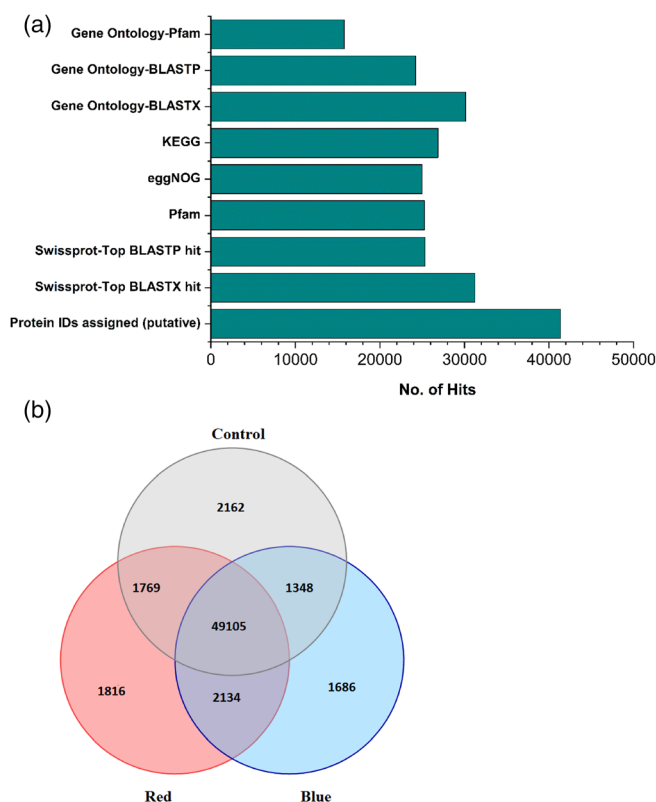 (a)
Gene Ontology-Pfam
Gene Ontology-BLASTP
Gene Ontology-BLASTX
KEGG
eggNOG
Pfam
Swissprot-Top BLASTP hit
Swissprot-Top BLASTX hit
Protein IDs assigned (putative)
0 10000 20000 30000 40000 50000
No. of Hits
(b)
Control
2162
1769 1348
49105
1816 2134 1686
Red Blue